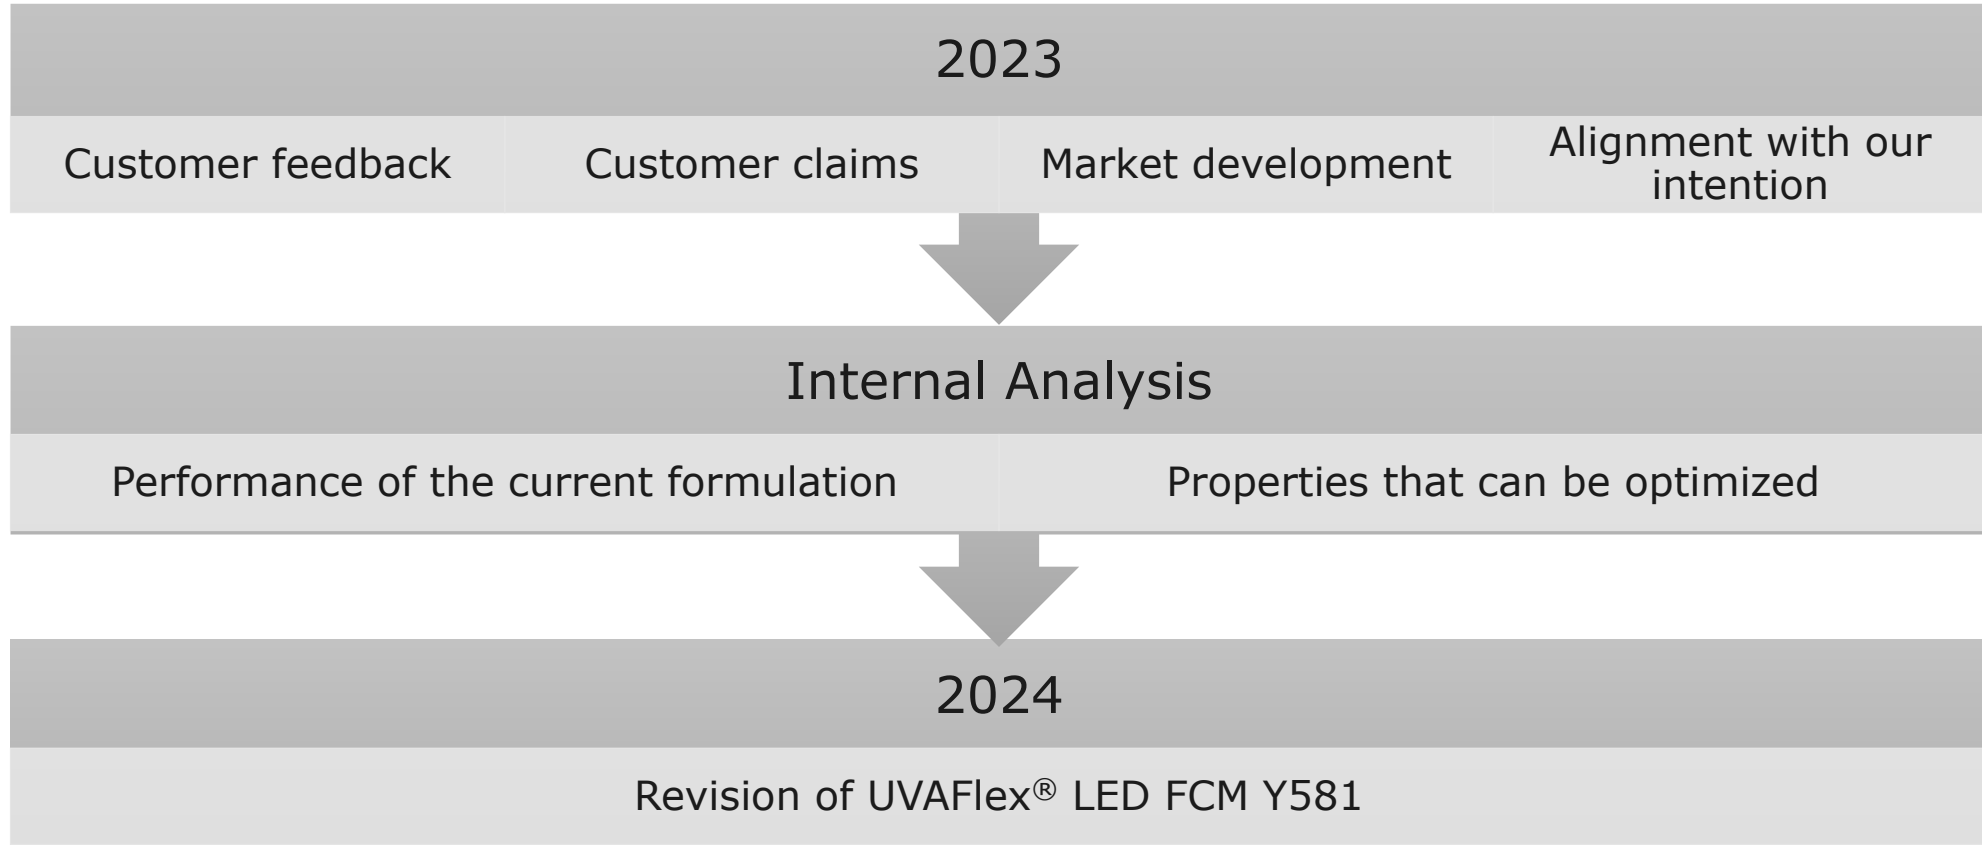 2023
Customer feedback
Customer claims
Market development
Alignment with our
intention
Internal Analysis
Performance of the current formulation
Properties that can be optimized
2024
Revision of UVAFlex® LED FCM Y581